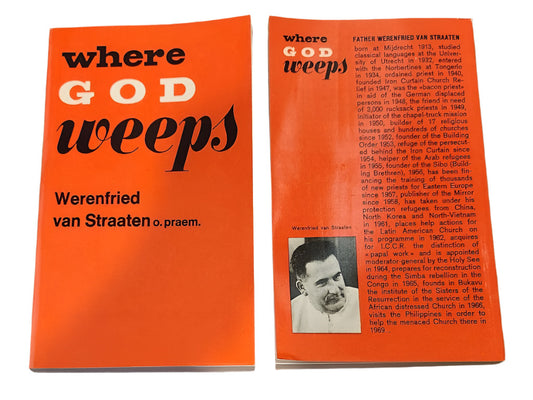 where
GOD
weeps
Werenfried
van Straaten o. praem.
where
GOD
weeps
FATHER WERENFRIED VAN STRAATEN
born at Mijdrecht 1913, studied
classical languages at the
University of Utrecht in 1932, entered
with the Norbertines at Tongerlo
in 1934, ordained priest in 1940,
founded Iron Curtain Church Re-
lief in 1947, was the «bacon priest»
in aid of the German displaced
persons in 1948, the friend in need
of 3,000 rucksack priests in 1949,
initiator of the chapel-truck mission
in 1950, builder of 17 religious
houses and hundreds of churches
since 1952, founder of the Building
Order 1953, refuge of the persecut-
ed behind the Iron Curtain since
1954, helper of the Arab refugees
in 1955, founder of the Sibo (Build-
ing Brethren), 1956, has been fin-
ancing the training of thousands
of new priests for Eastern Europe
since 1957, publisher of the Mirror
since 1958, has taken under his
protection refugees from China,
North Korea and North-Vietnam
in 1961, places help actions for
the Latin American Church on
his programme in 1962, acquires
for I.C.C.R. the distinction of
«papal work» and is appointed
moderator-general by the Holy See
in 1964, prepares for reconstruction
during the Simba rebellion in the
Congo in 1965, founds in Bukavu
the institute of the Sisters of the
Resurrection in the service of the
African distressed Church in 1966,
visits the Philippines in order to
help the menaced Church there in
1969 .
Werenfried van Straaten